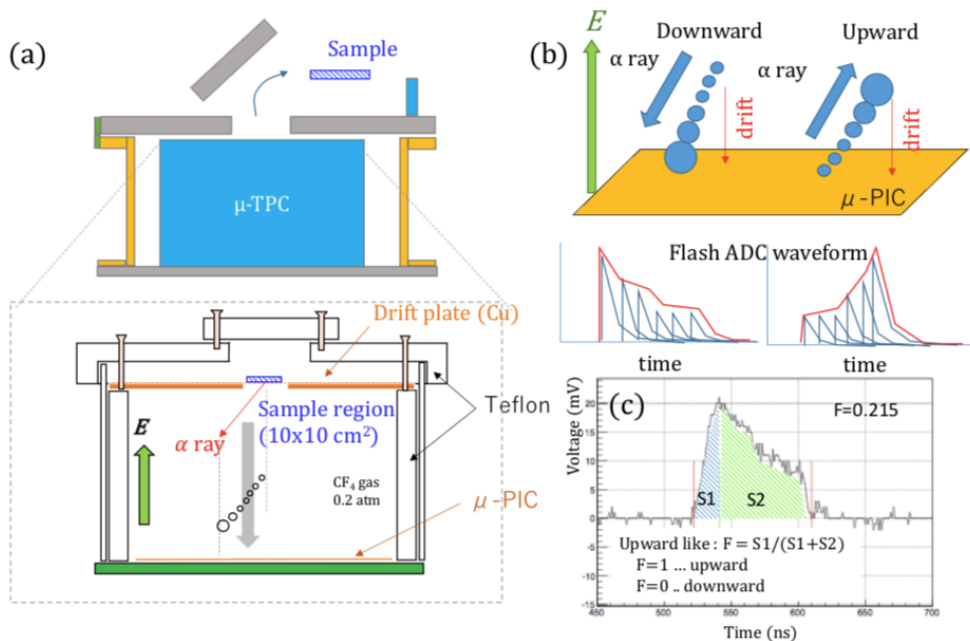 (a)
Sample
μ-TPC
Drift plate (Cu)
Sample region
(10x10 cm²)
α ray
E
Teflon
CF₄ gas
0.2 atm
μ-PIC
(b)
E
Downward
Upward
α ray
α ray
drift
drift
μ-PIC
Flash ADC waveform
time
time
(c)
F=0.215
Voltage (mV)
20
15
10
5
0
-5
-10
-15
S1
S2
Upward like : F = S1/(S1+S2)
F=1 ... upward
F=0 .. downward
450
500
550
600
650
700
Time (ns)